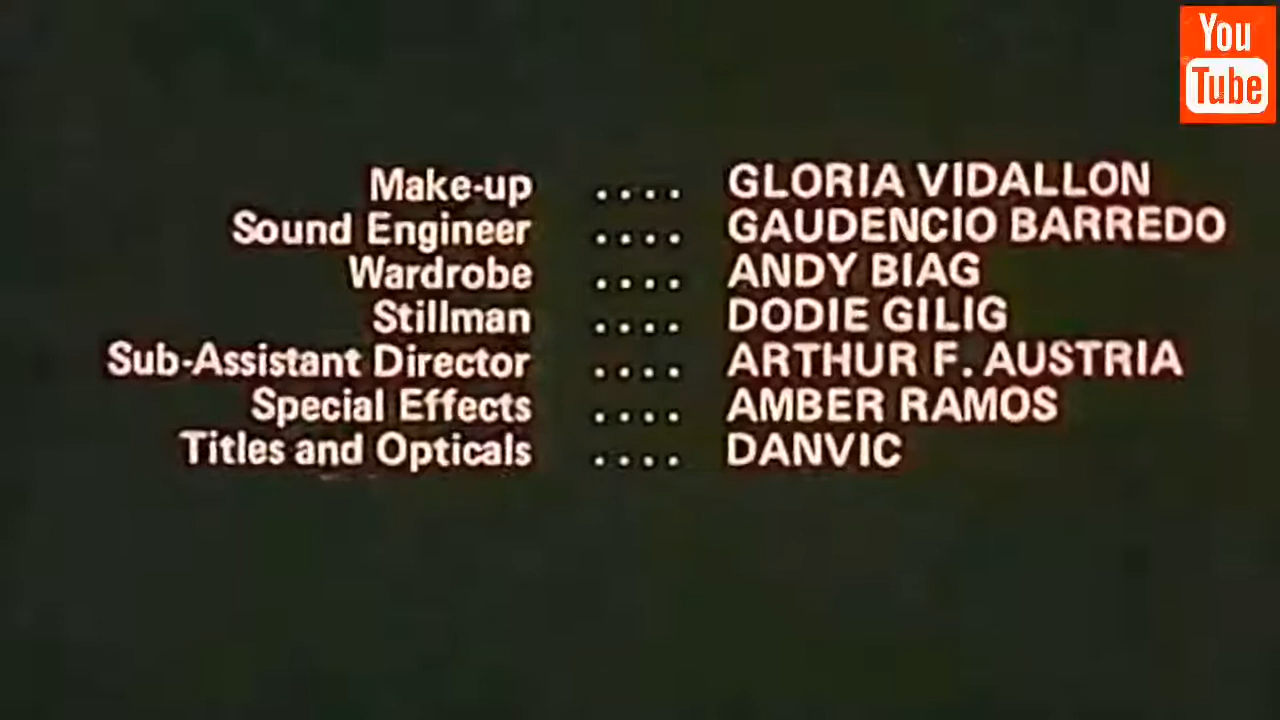 You
Tube
Make-up .... GLORIA VIDALLON
Sound Engineer .... GAUDENCIO BARREDO
Wardrobe .... ANDY BIAG
Stillman .... DODIE GILIG
Sub-Assistant Director .... ARTHUR F. AUSTRIA
Special Effects .... AMBER RAMOS
Titles and Opticals .... DANVIC